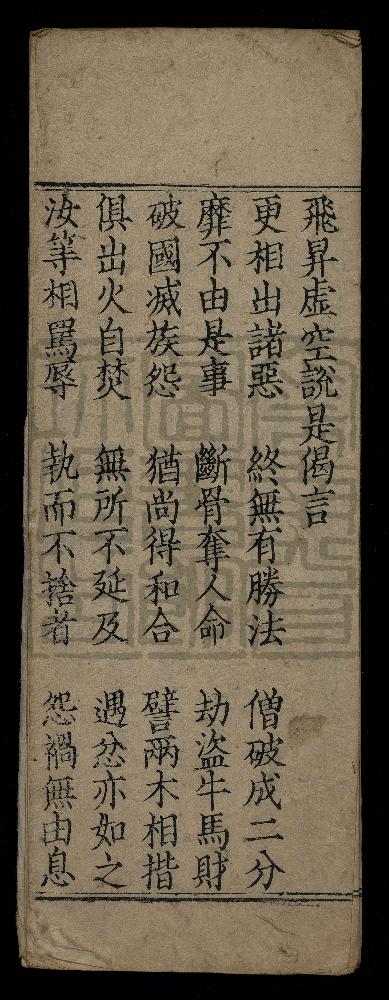 飛昇虛空說是偈言
更相出諸惡　終無有勝法　僧破成二分
靡不由是事　斷骨奪人命　劫盜牛馬財
破國滅族怨　猶尚得和合　譬兩木相揩
俱出火自焚　無所不延及　遇忿亦如之
汝等相罵辱　執而不捨者　怨禍無由息